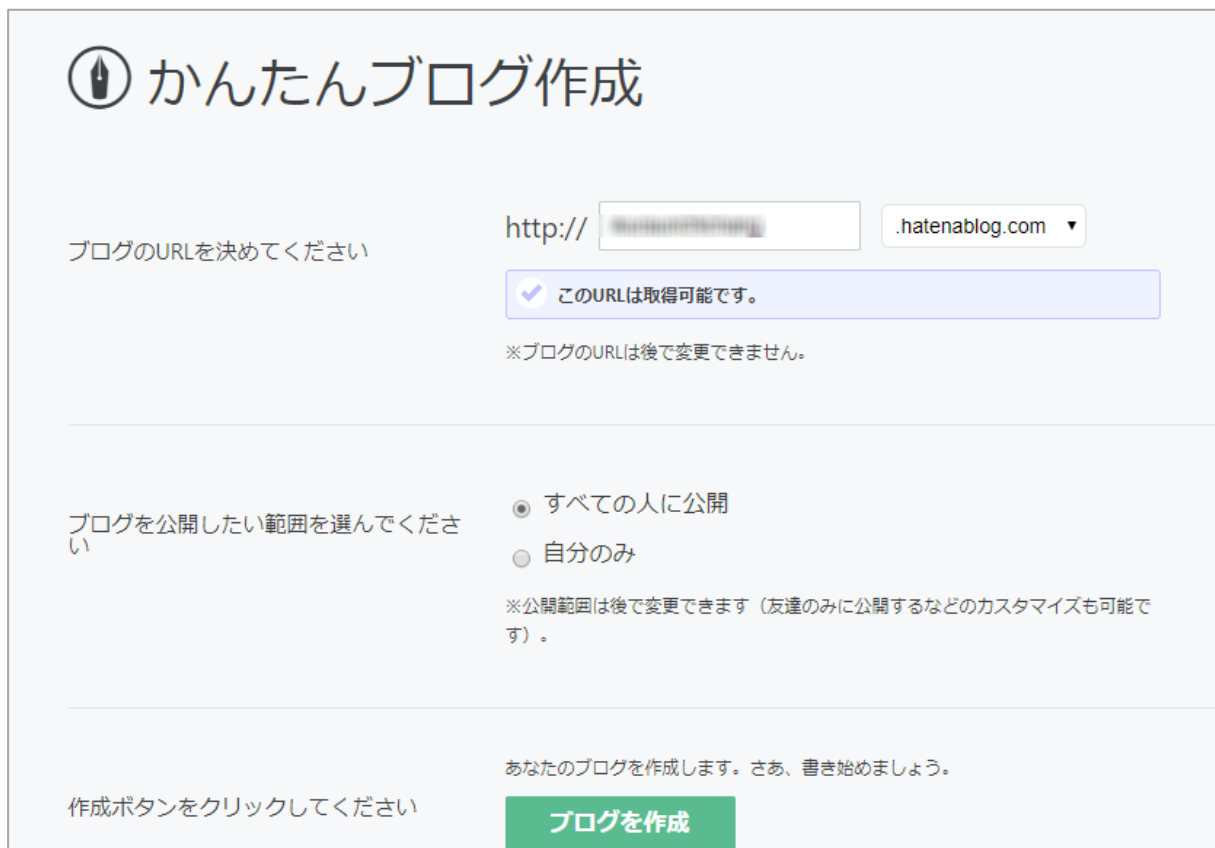 かんたんブログ作成
ブログのURLを決めてください
http://
.hatenablog.com
このURLは取得可能です。
※ブログのURLは後で変更できません。
ブログを公開したい範囲を選んでくださ
い
すべての人に公開
自分のみ
※公開範囲は後で変更できます（友達のみに公開するなどのカスタマイズも可能で
す）。
作成ボタンをクリックしてください
あなたのブログを作成します。さあ、書き始めましょう。
ブログを作成